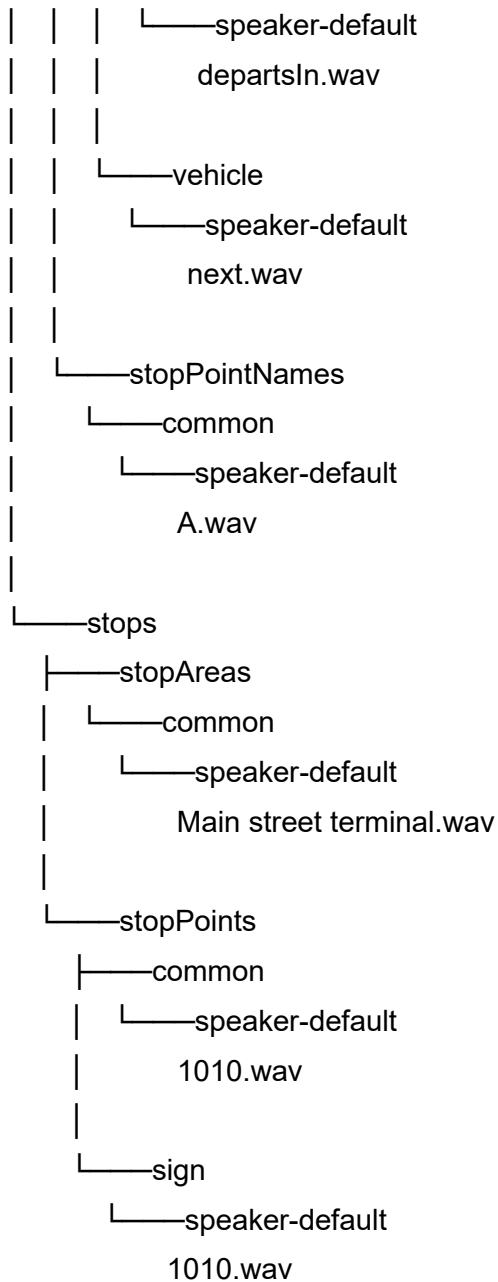 │ │ │ └───speaker-default
│ │ │ departsIn.wav
│ │ │
│ │ └───vehicle
│ │ └───speaker-default
│ │ next.wav
│ │
│ └───stopPointNames
│ └───common
│ └───speaker-default
│ A.wav
│
└───stops
├───stopAreas
│ └───common
│ └───speaker-default
│ Main street terminal.wav
│
└───stopPoints
├───common
│ └───speaker-default
│ 1010.wav
│
└───sign
└───speaker-default
1010.wav